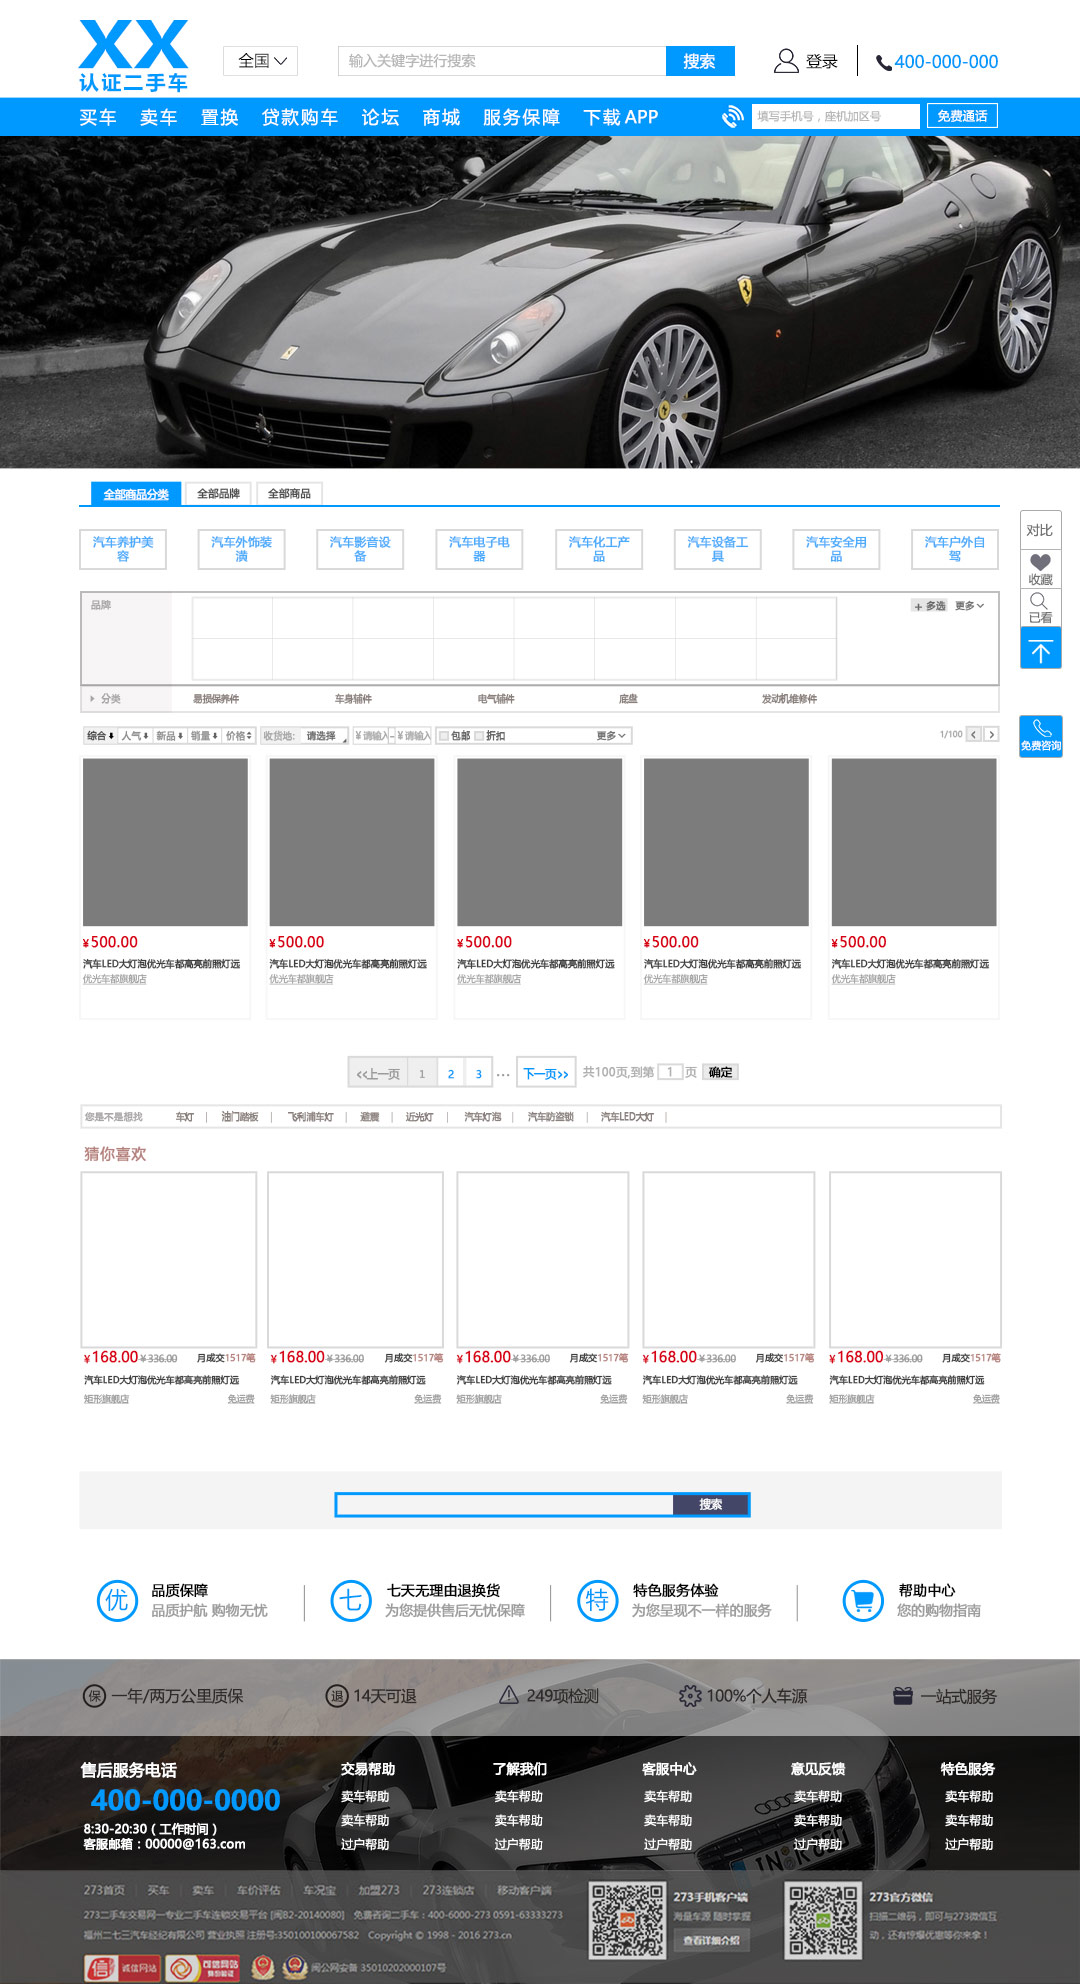 XX
认证二手车
全国
输入关键字进行搜索
搜索
登录
400-000-000
买车 卖车 置换 贷款购车 论坛 商城 服务保障 下载 APP
填写手机号，座机加区号
免费通话
全部商品分类 全部品牌 全部商品
汽车养护美
容
汽车外饰装
潢
汽车影音设
备
汽车电子电
器
汽车化工产
品
汽车设备工
具
汽车安全用
品
汽车户外自
驾
对比
收藏
已看
免费咨询
品牌
+ 多选 更多
分类 易损保养件 车身辅件 电气辅件 底盘 发动机维修件
综合 人气 新品 销量 价格 收货地: 请选择 ¥请输入 - ¥请输入 包邮 折扣 更多
1/100 < >
¥500.00 ¥500.00 ¥500.00 ¥500.00 ¥500.00
汽车LED大灯泡优光车都高亮前照灯远 汽车LED大灯泡优光车都高亮前照灯远 汽车LED大灯泡优光车都高亮前照灯远 汽车LED大灯泡优光车都高亮前照灯远 汽车LED大灯泡优光车都高亮前照灯远
优光车都旗舰店 优光车都旗舰店 优光车都旗舰店 优光车都旗舰店 优光车都旗舰店
<<上一页 1 2 3 ... 下一页>> 共100页,到第 1 页 确定
您是不是想找 车灯 | 油门踏板 | 飞利浦车灯 | 避震 | 近光灯 | 汽车灯泡 | 汽车防盗锁 | 汽车LED大灯 |
猜你喜欢
¥168.00 ¥336.00 月成交1517笔 ¥168.00 ¥336.00 月成交1517笔 ¥168.00 ¥336.00 月成交1517笔 ¥168.00 ¥336.00 月成交1517笔 ¥168.00 ¥336.00 月成交1517笔
汽车LED大灯泡优光车都高亮前照灯远 汽车LED大灯泡优光车都高亮前照灯远 汽车LED大灯泡优光车都高亮前照灯远 汽车LED大灯泡优光车都高亮前照灯远 汽车LED大灯泡优光车都高亮前照灯远
矩形旗舰店 免运费 矩形旗舰店 免运费 矩形旗舰店 免运费 矩形旗舰店 免运费 矩形旗舰店 免运费
搜索
优 品质保障
品质护航 购物无忧
七 七天无理由退换货
为您提供售后无忧保障
特 特色服务体验
为您呈现不一样的服务
帮助中心
您的购物指南
保 一年/两万公里质保 退 14天可退 249项检测 100%个人车源 一站式服务
售后服务电话
400-000-0000
8:30-20:30（工作时间）
客服邮箱：00000@163.com
交易帮助 了解我们 客服中心 意见反馈 特色服务
卖车帮助 卖车帮助 卖车帮助 卖车帮助 卖车帮助
卖车帮助 卖车帮助 卖车帮助 卖车帮助 卖车帮助
过户帮助 过户帮助 过户帮助 过户帮助 过户帮助
273首页 | 买车 | 卖车 | 车价评估 | 车况宝 | 加盟273 | 273连锁店 | 移动客户端
273二手车交易网—专业二手车连锁交易平台 [闽B2-20140080] 免费咨询二手车：400-6000-273 0591-63333273
福州二七三汽车经纪有限公司 营业执照 注册号:350100100067582 Copyright © 1998 - 2016 273.cn
信 诚信网站 可信网站 闽公网安备 35010202000107号
273手机客户端
海量车源 随时掌握
查看详细介绍
273官方微信
扫描二维码，即可与273微信互
动，还有惊爆优惠等你来拿！